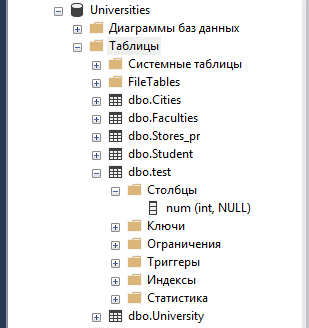 Universities
Диаграммы баз данных
Таблицы
Системные таблицы
FileTables
dbo.Cities
dbo.Faculties
dbo.Stores_pr
dbo.Student
dbo.test
Столбцы
num (int, NULL)
Ключи
Ограничения
Триггеры
Индексы
Статистика
dbo.University